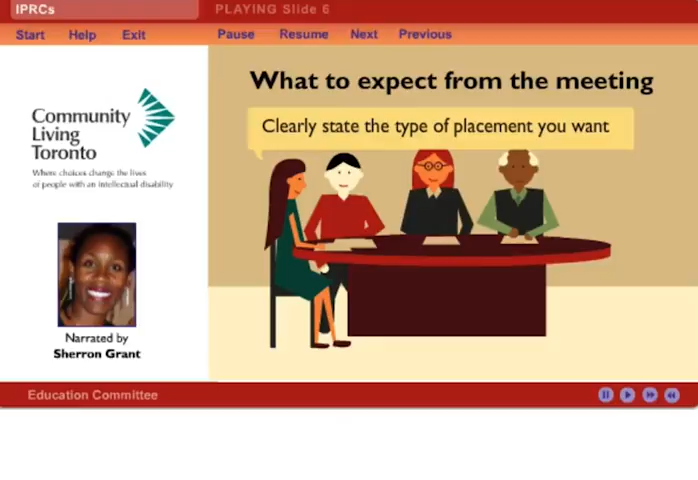 IPRCs
PLAYING Slide 6
Start Help Exit Pause Resume Next Previous
Community
Living
Toronto
Where choices change the lives
of people with an intellectual disability
Narrated by
Sherron Grant
What to expect from the meeting
Clearly state the type of placement you want
Education Committee